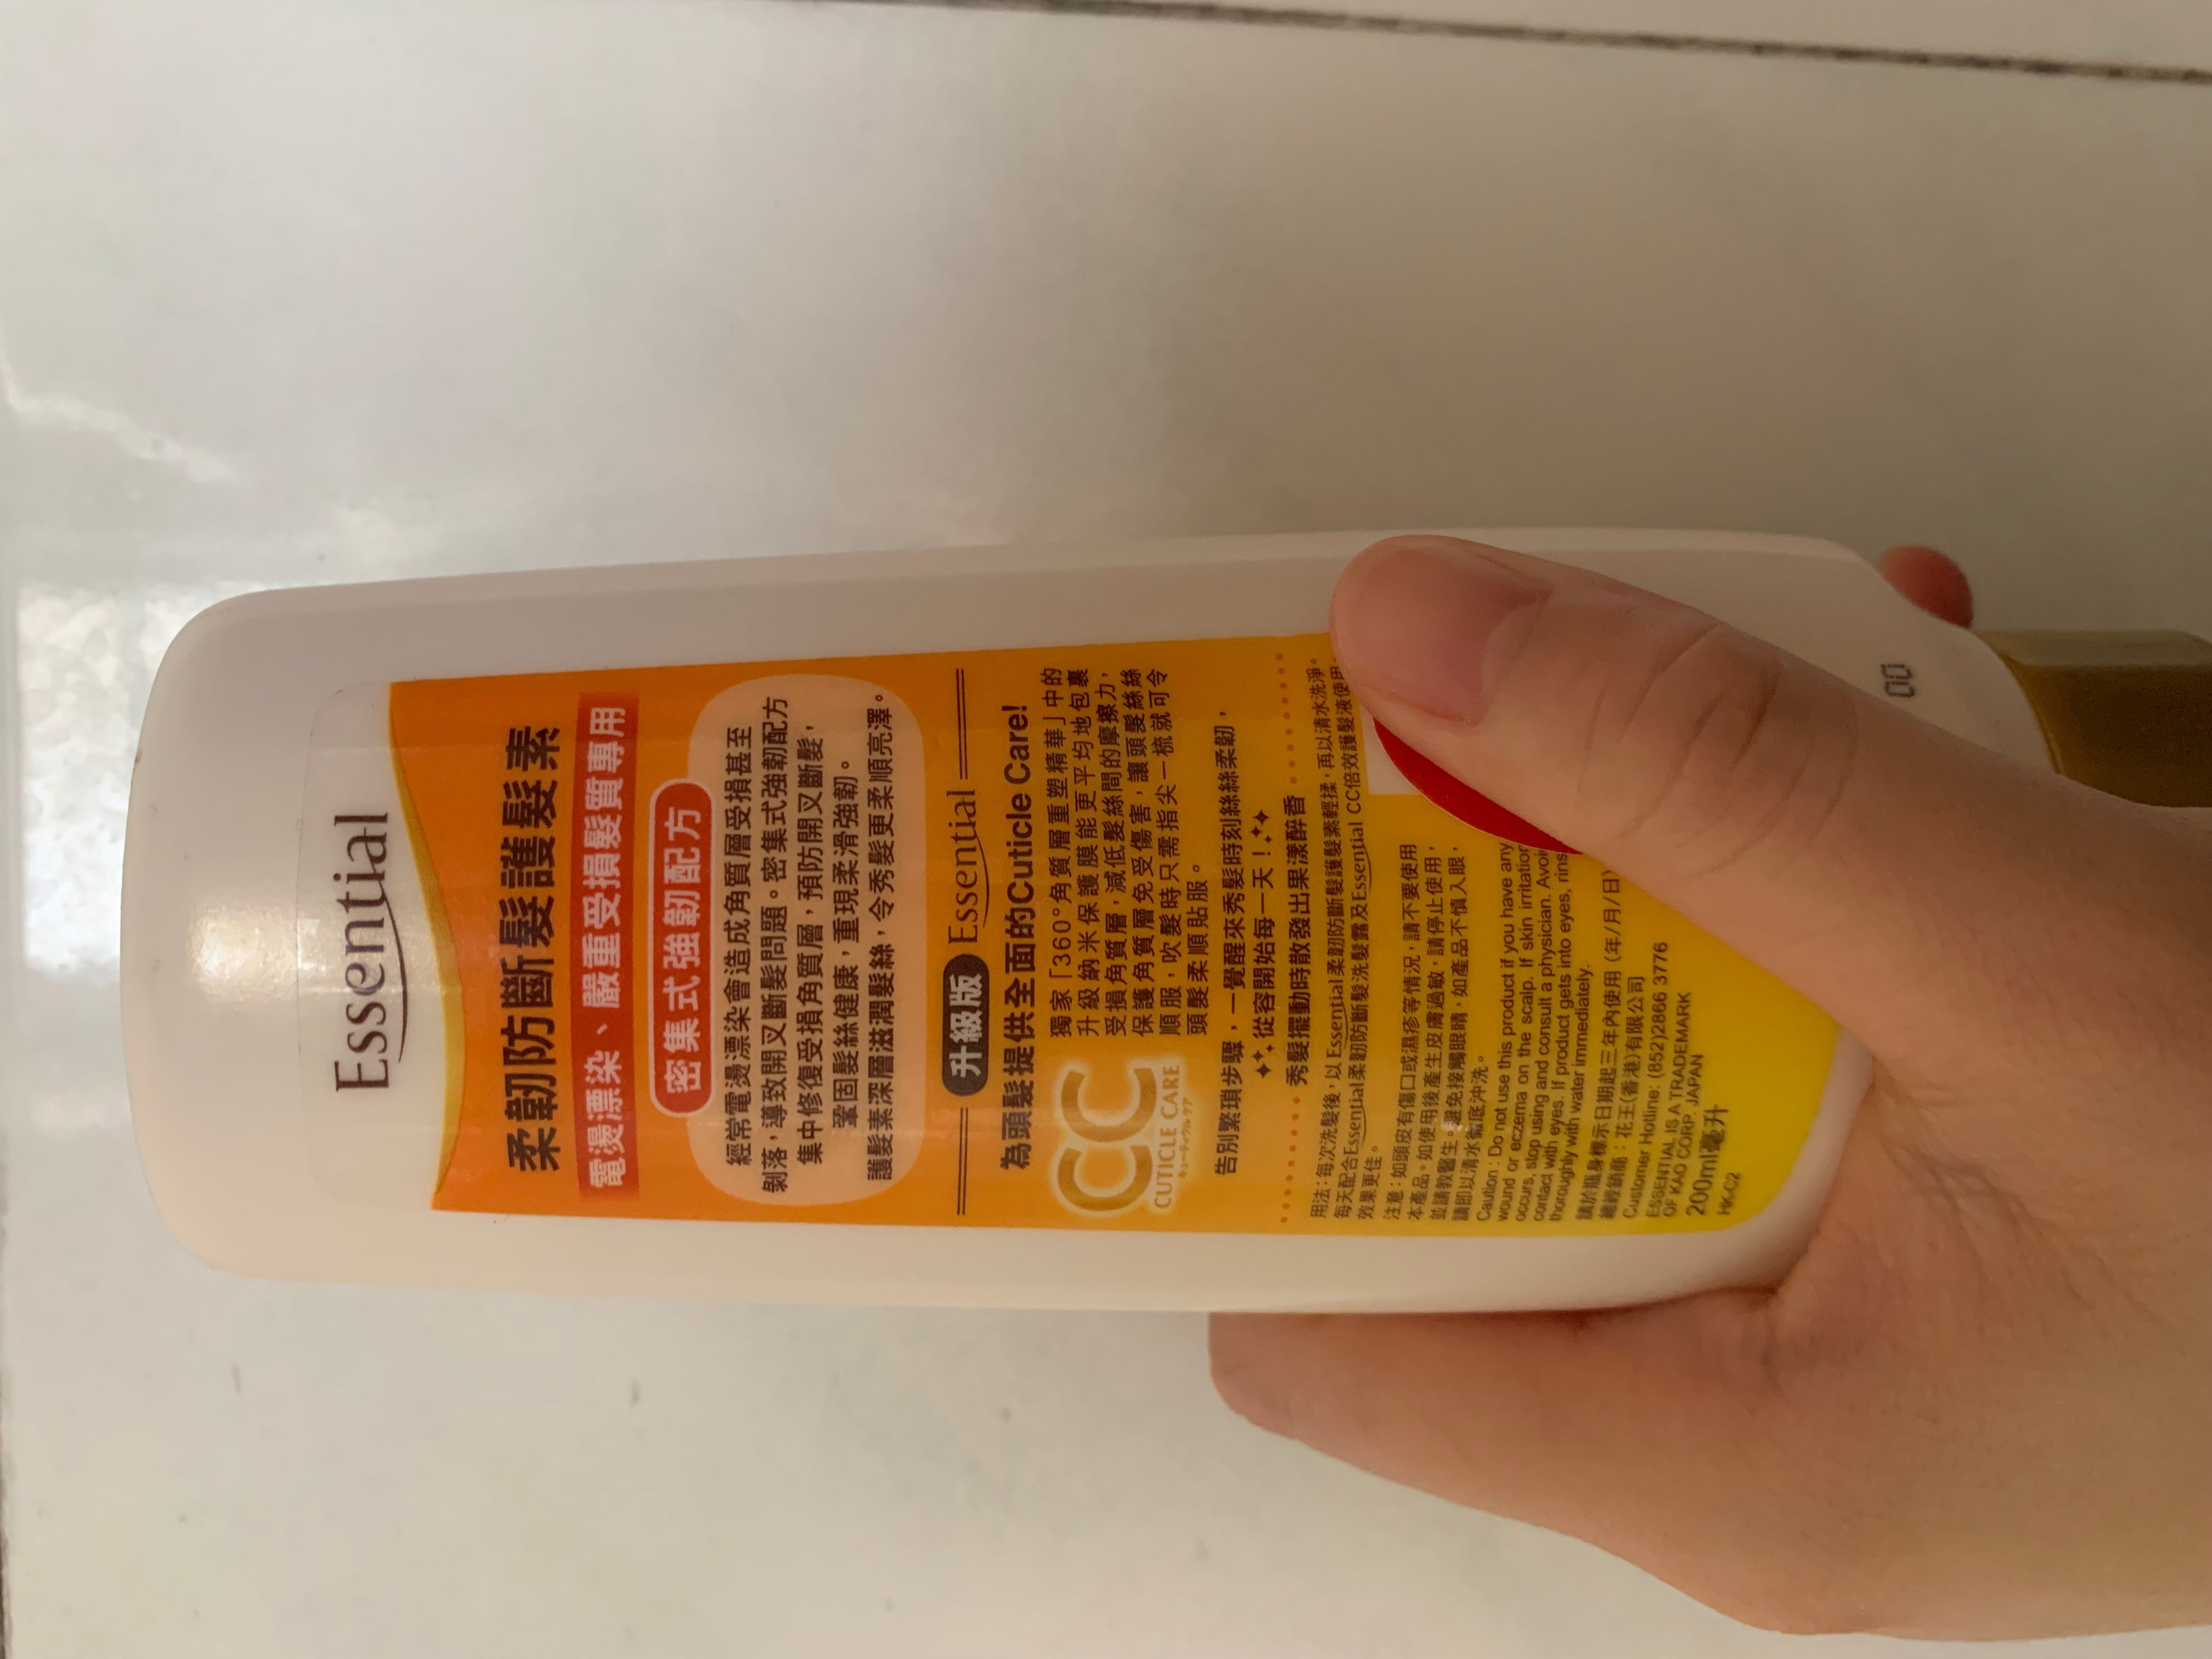 Essential
柔韌防斷髮護髮素
電燙漂染、嚴重受損髮質專用
密集式強韌配方
經常電燙漂染會造成角質層受損甚至
剝落，導致開叉斷髮問題。密集式強韌配方
集中修復受損角質層，預防開叉斷髮，
鞏固髮絲健康，重現柔滑強韌。
護髮素深層滋潤髮絲，令秀髮更柔順亮澤。
升級版 Essential
為頭髮提供全面的Cuticle Care!
CC
CUTICLE CARE
キューティクルケア
獨家「360°角質層重塑精華」中的
升級納米保護膜能更平均地包裹
受損角質層，減低髮絲間的摩擦力，
保護角質層免受傷害，讓頭髮絲絲
順服，吹髮時只需指尖一梳就可令
頭髮柔順貼服。
告別繁瑣步驟，一覺醒來秀髮時刻絲絲柔韌，
從容開始每一天！
秀髮擺動時散發出果漾醉香
用法：每次洗髮後，以Essential柔韌防斷髮護髮素輕揉，再以清水洗淨。
每天配合Essential柔韌防斷髮洗髮露及Essential CC倍效護髮液使用，
效果更佳。
注意：如頭皮有傷口或濕疹等情況，請不要使用
本產品。如使用後產生皮膚過敏，請停止使用，
並請教醫生。避免接觸眼睛，如產品不慎入眼，
請即以清水徹底沖洗。
Caution : Do not use this product if you have any
wound or eczema on the scalp. If skin irritation
occurs, stop using and consult a physician. Avoid
contact with eyes. If product gets into eyes, rinse
thoroughly with water immediately.
請於瓶身標示日期起三年內使用 (年/月/日)
總經銷商：花王(香港)有限公司
Customer Hotline: (852)2866 3776
ESSENTIAL IS A TRADEMARK
OF KAO CORP. JAPAN
200ml毫升
HK-C2
00